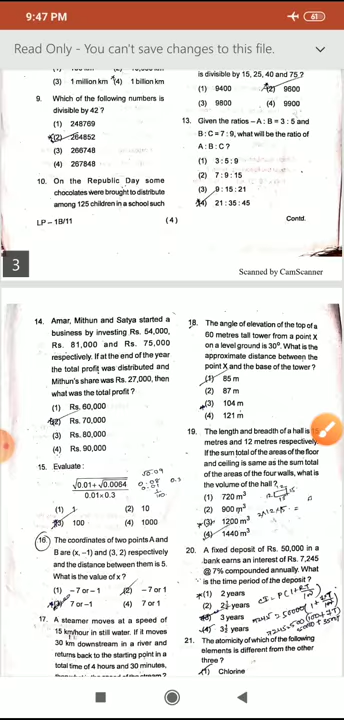 9:47 PM
61
Read Only - You can't save changes to this file.
(3) 1 million km (4) 1 billion km
9. Which of the following numbers is
divisible by 42 ?
(1) 248769
(2) 264852
(3) 266748
(4) 267848
10. On the Republic Day some
chocolates were brought to distribute
among 125 children in a school such
LP – 1B/11
(4)
is divisible by 15, 25, 40 and 75 ?
(1) 9400
(2) 9600
(3) 9800
(4) 9900
13. Given the ratios – A : B = 3 : 5 and
B : C = 7 : 9, what will be the ratio of
A : B : C ?
(1) 3 : 5 : 9
(2) 7 : 9 : 15
(3) 9 : 15 : 21
(4) 21 : 35 : 45
Contd.
3
Scanned by CamScanner
14. Amar, Mithun and Satya started a
business by investing Rs. 54,000,
Rs. 81,000 and Rs. 75,000
respectively. If at the end of the year
the total profit was distributed and
Mithun's share was Rs. 27,000, then
what was the total profit ?
(1) Rs. 60,000
(2) Rs. 70,000
(3) Rs. 80,000
(4) Rs. 90,000
15. Evaluate :
√0.01 + √0.0064
0.01 × 0.3
(1) 1
(2) 10
(3) 100
(4) 1000
16. The coordinates of two points A and
B are (x, –1) and (3, 2) respectively
and the distance between them is 5.
What is the value of x ?
(1) –7 or –1
(2) –7 or 1
(3) 7 or –1
(4) 7 or 1
17. A steamer moves at a speed of
15 km/hour in still water. If it moves
30 km downstream in a river and
returns back to the starting point in a
total time of 4 hours and 30 minutes,
18. The angle of elevation of the top of a
60 metres tall tower from a point X
on a level ground is 30°. What is the
approximate distance between the
point X and the base of the tower ?
(1) 85 m
(2) 87 m
(3) 104 m
(4) 121 m
19. The length and breadth of a hall is 15
metres and 12 metres respectively.
If the sum total of the areas of the floor
and ceiling is same as the sum total
of the areas of the four walls, what is
the volume of the hall ?
(1) 720 m³
(2) 900 m³
(3) 1200 m³
(4) 1440 m³
20. A fixed deposit of Rs. 50,000 in a
bank earns an interest of Rs. 7,245
@ 7% compounded annually. What
is the time period of the deposit ?
(1) 2 years
(2) 2½ years
(3) 3 years
(4) 3½ years
21. The atomicity of which of following
elements is different from the other
three ?
(1) Chlorine